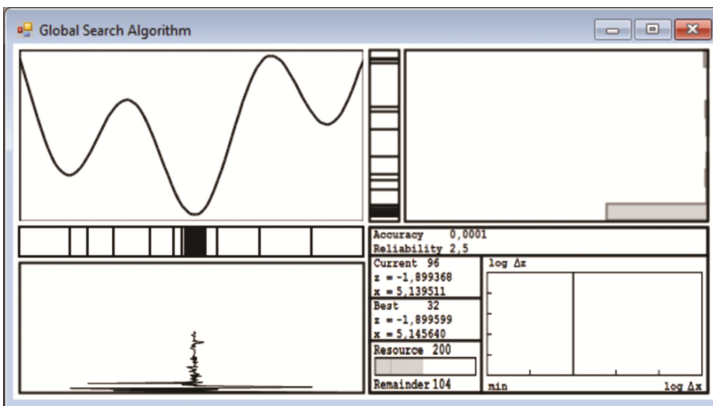 Global Search Algorithm
Accuracy 0,0001
Reliability 2,5
Current 96
z = -1,899368
x = 5,139511
Best 32
z = -1,899599
x = 5,145640
Resource 200
Remainder 104
log Δz
min log Δx